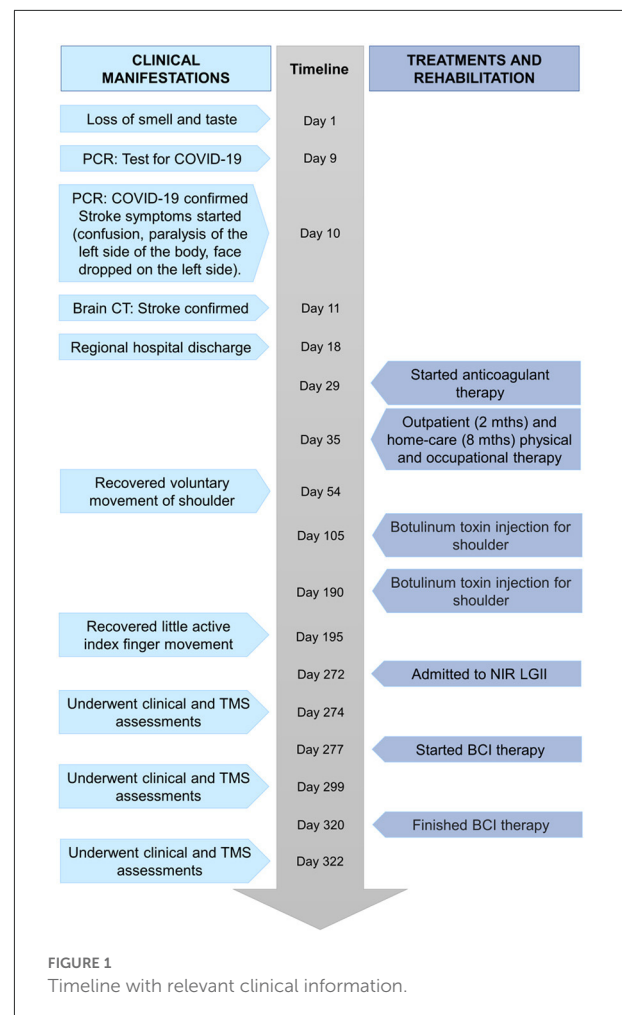 CLINICAL
MANIFESTATIONS
Timeline
TREATMENTS AND
REHABILITATION
Loss of smell and taste
Day 1
PCR: Test for COVID-19
Day 9
PCR: COVID-19 confirmed
Stroke symptoms started
(confusion, paralysis of the
left side of the body, face
dropped on the left side).
Day 10
Brain CT: Stroke confirmed
Day 11
Regional hospital discharge
Day 18
Day 29
Started anticoagulant
therapy
Day 35
Outpatient (2 mths) and
home-care (8 mths) physical
and occupational therapy
Recovered voluntary
movement of shoulder
Day 54
Day 105
Botulinum toxin injection for
shoulder
Day 190
Botulinum toxin injection for
shoulder
Recovered little active
index finger movement
Day 195
Day 272
Admitted to NIR LGII
Underwent clinical and TMS
assessments
Day 274
Day 277
Started BCI therapy
Underwent clinical and TMS
assessments
Day 299
Day 320
Finished BCI therapy
Underwent clinical and TMS
assessments
Day 322
FIGURE 1
Timeline with relevant clinical information.